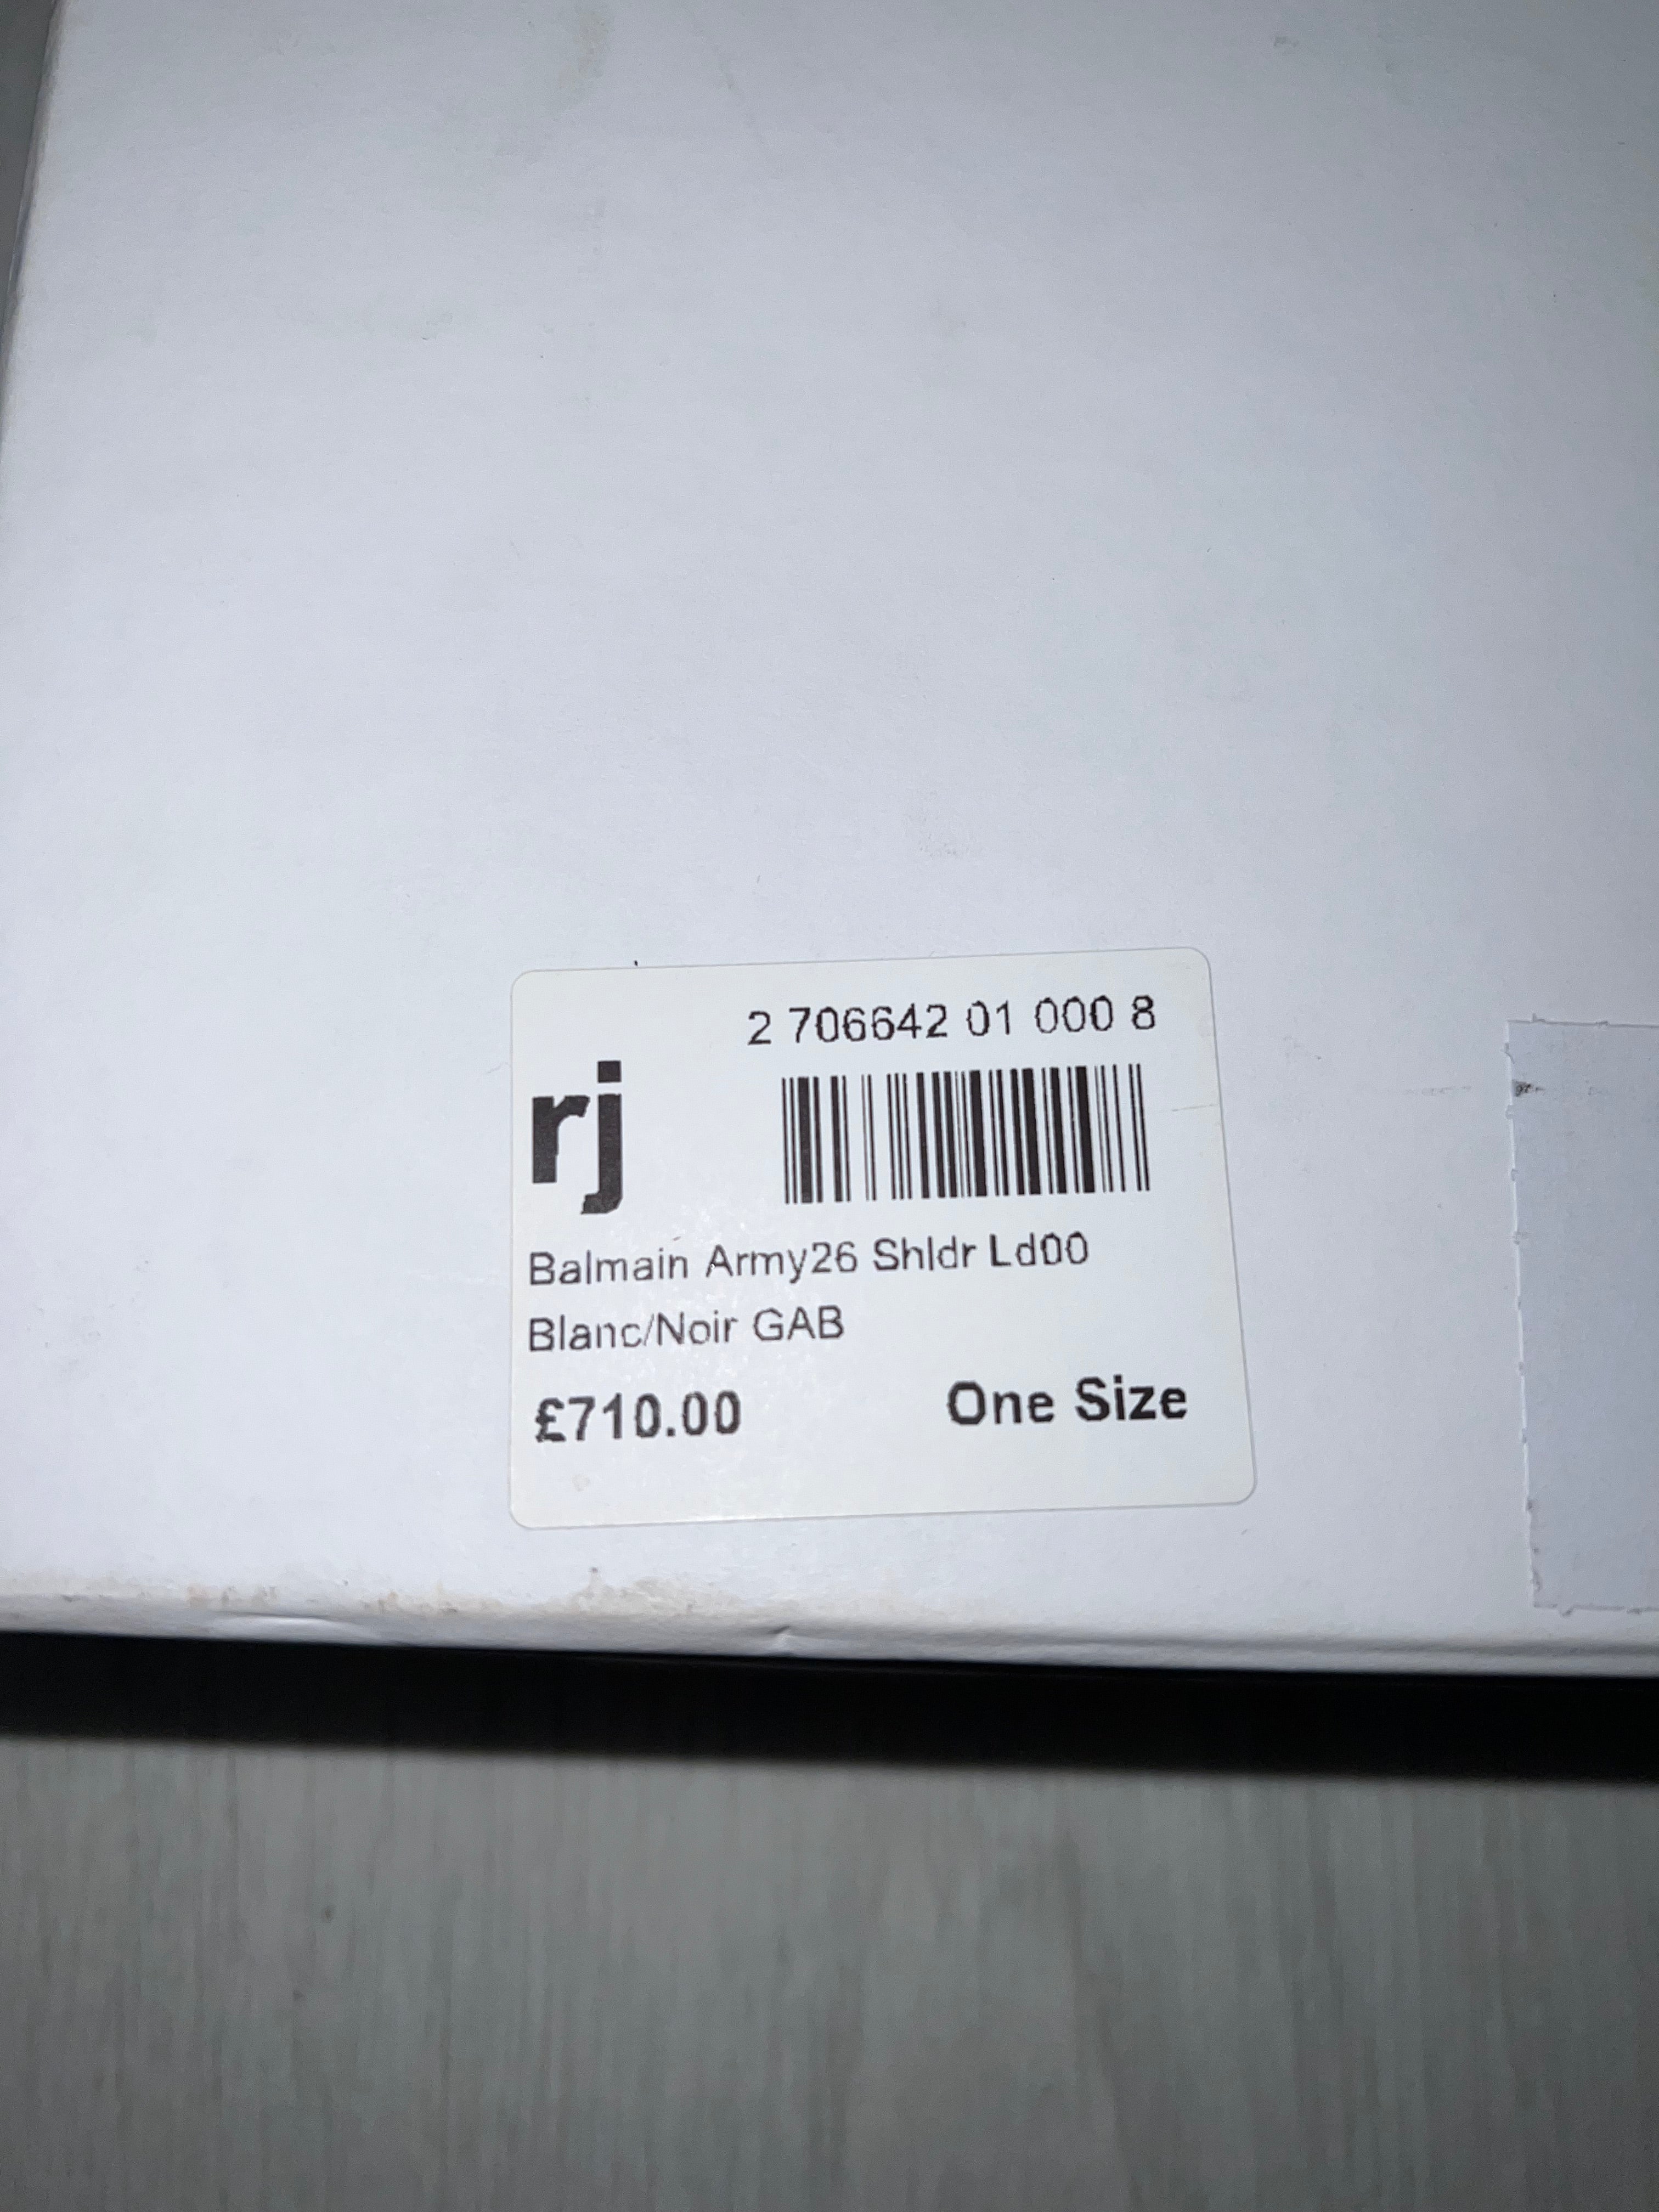 2 706642 01 000 8
rj
Balmain Army26 Shldr Ld00
Blanc/Noir GAB
£710.00 One Size